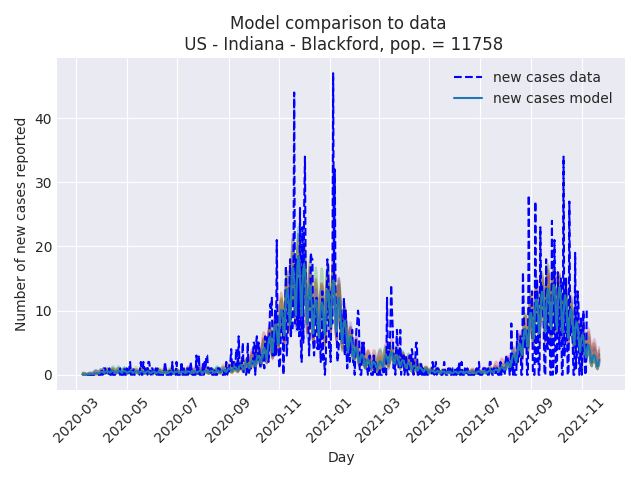 Model comparison to data
US - Indiana - Blackford, pop. = 11758
new cases data
new cases model
Number of new cases reported
40
30
20
10
0
2020-03
2020-05
2020-07
2020-09
2020-11
2021-01
2021-03
2021-05
2021-07
2021-09
2021-11
Day